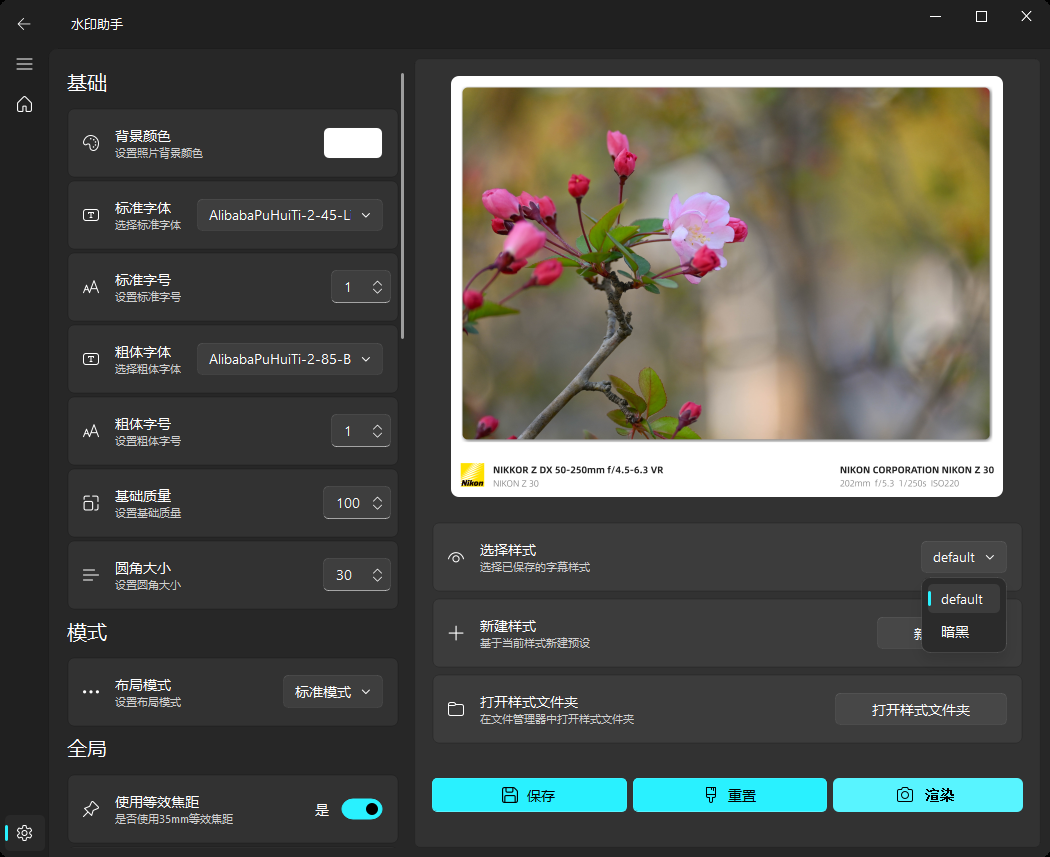 水印助手
基础
背景颜色
设置照片背景颜色
标准字体
选择标准字体
AlibabaPuHuiTi-2-45-L
标准字号
设置标准字号
1
粗体字体
选择粗体字体
AlibabaPuHuiTi-2-85-B
粗体字号
设置粗体字号
1
基础质量
设置基础质量
100
圆角大小
设置圆角大小
30
模式
布局模式
设置布局模式
标准模式
全局
使用等效焦距
是否使用35mm等效焦距
是
Nikon
NIKKOR Z DX 50-250mm f/4.5-6.3 VR
NIKON Z 30
NIKON CORPORATION NIKON Z 30
202mm f/5.3 1/250s ISO220
选择样式
选择已保存的字幕样式
default
default
暗黑
新建样式
基于当前样式新建预设
打开样式文件夹
在文件管理器中打开样式文件夹
打开样式文件夹
保存
重置
渲染